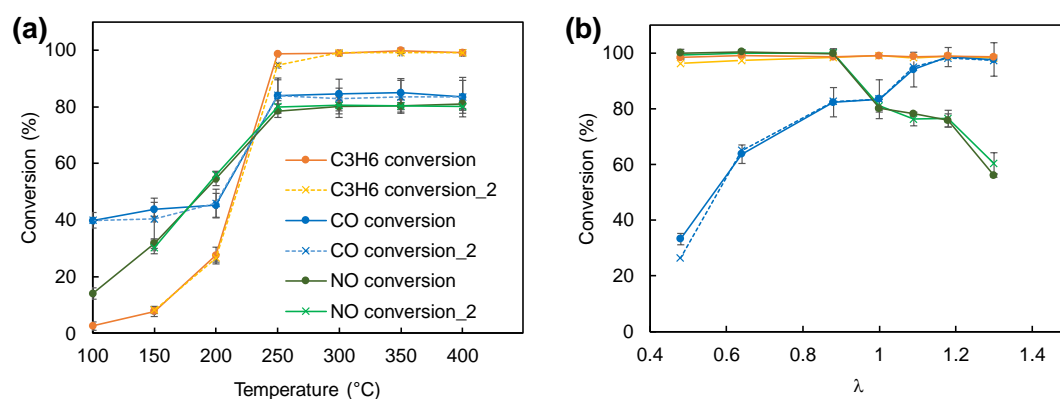 (a)
Conversion (%)
100
80
60
40
20
0
C3H6 conversion
C3H6 conversion_2
CO conversion
CO conversion_2
NO conversion
NO conversion_2
100 150 200 250 300 350 400
Temperature (°C)
(b)
Conversion (%)
100
80
60
40
20
0
0.4 0.6 0.8 1 1.2 1.4
λ